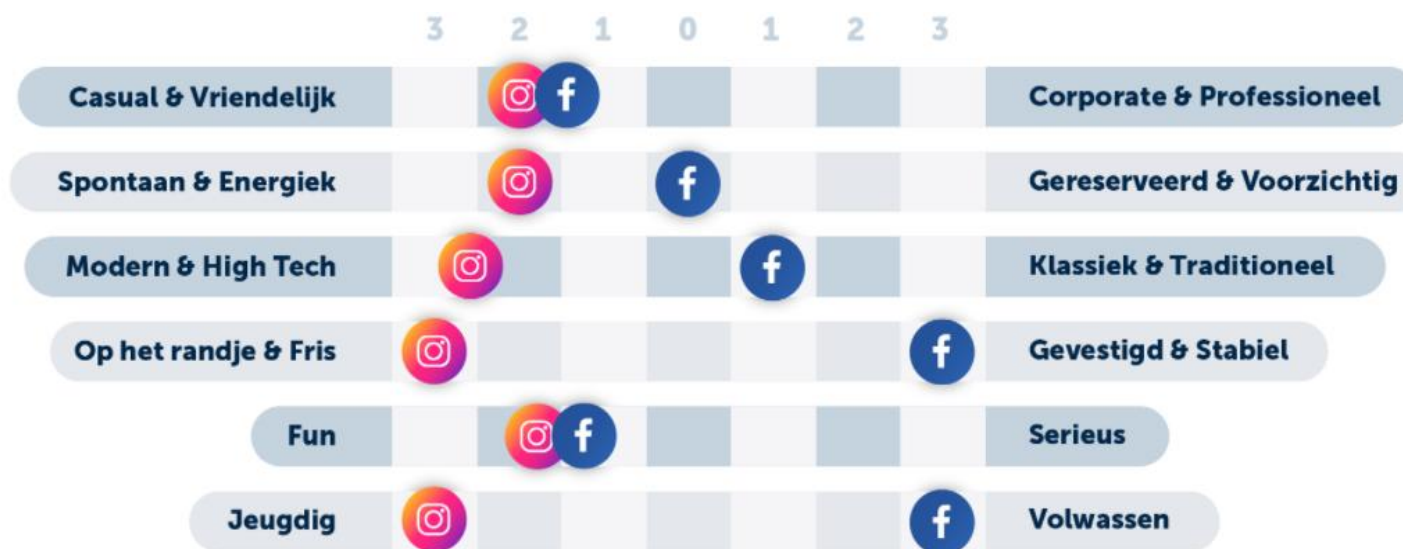 3 2 1 0 1 2 3
Casual & Vriendelijk Corporate & Professioneel
Spontaan & Energiek Gereserveerd & Voorzichtig
Modern & High Tech Klassiek & Traditioneel
Op het randje & Fris Gevestigd & Stabiel
Fun Serieus
Jeugdig Volwassen